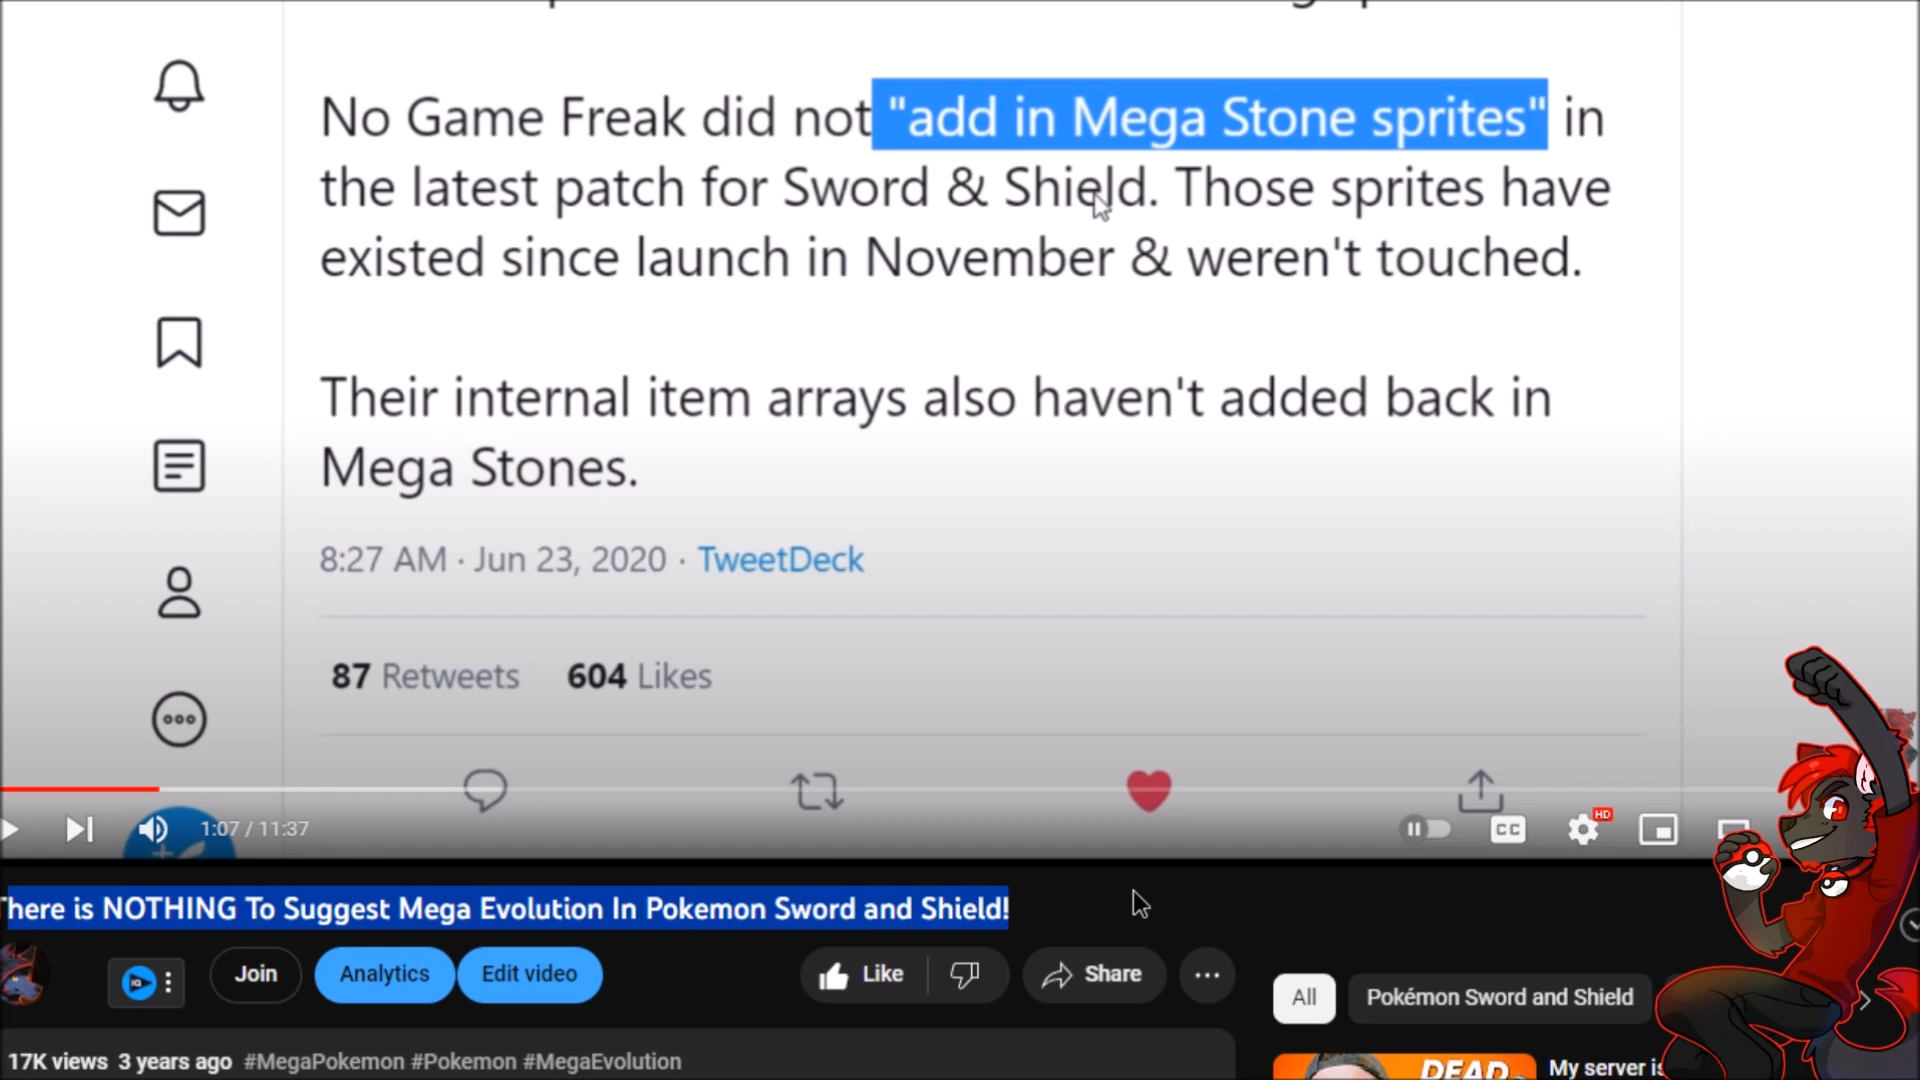 No Game Freak did not "add in Mega Stone sprites" in
the latest patch for Sword & Shield. Those sprites have
existed since launch in November & weren't touched.
Their internal item arrays also haven't added back in
Mega Stones.
8:27 AM · Jun 23, 2020 · TweetDeck
87 Retweets 604 Likes
1:07 / 11:37
CC
HD
here is NOTHING To Suggest Mega Evolution In Pokemon Sword and Shield!
Join
Analytics
Edit video
Like
Share
All
Pokémon Sword and Shield
17K views 3 years ago #MegaPokemon #Pokemon #MegaEvolution
DEAD
My server is